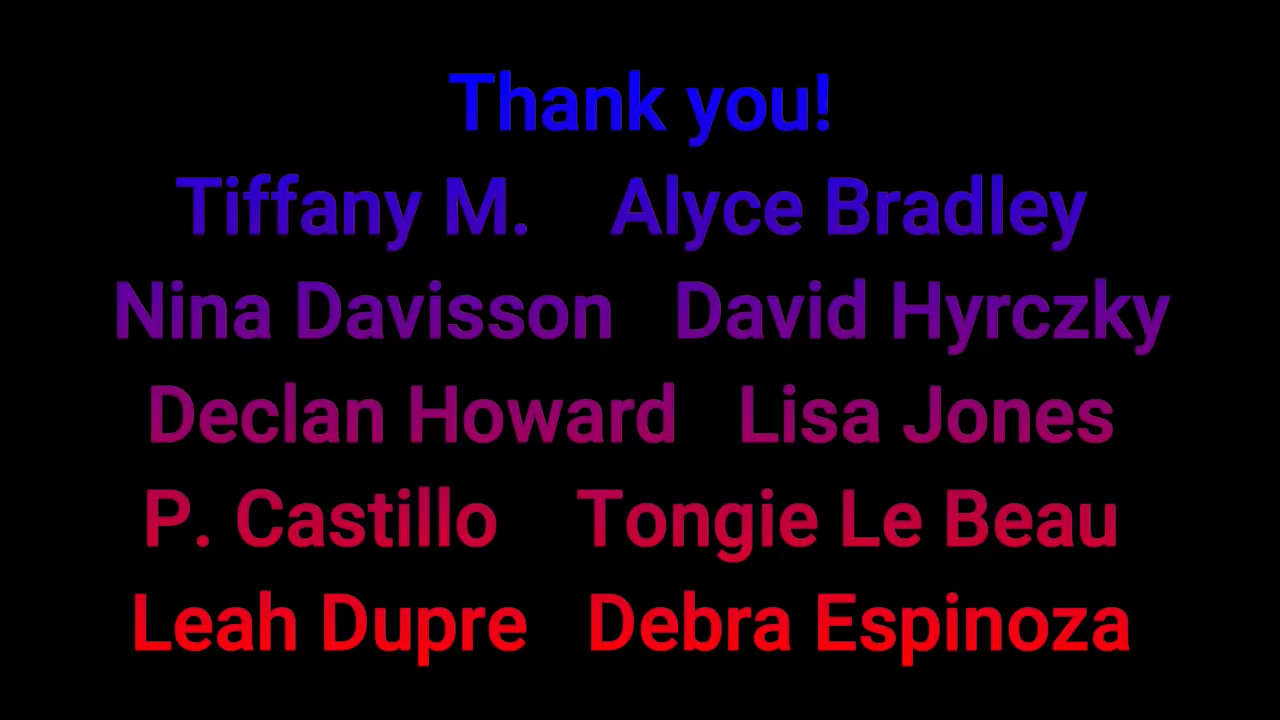 Thank you!
Tiffany M. Alyce Bradley
Nina Davisson David Hyrczky
Declan Howard Lisa Jones
P. Castillo Tongie Le Beau
Leah Dupre Debra Espinoza